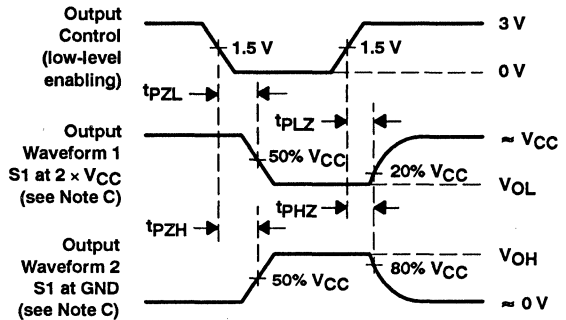 Output
Control
(low-level
enabling)
1.5 V
1.5 V
3 V
0 V
tPZL
tPLZ
Output
Waveform 1
S1 at 2 × VCC
(see Note C)
50% VCC
20% VCC
≈ VCC
VOL
tPZH
tPHZ
Output
Waveform 2
S1 at GND
(see Note C)
50% VCC
80% VCC
VOH
≈ 0 V